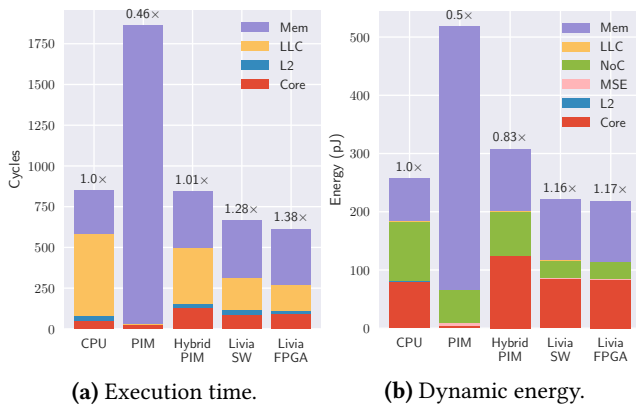 0.46×
1750
1500
1250
1000
750
500
250
0
Cycles
1.0×
1.01×
1.28×
1.38×
Mem
LLC
L2
Core
CPU
PIM
Hybrid
PIM
Livia
SW
Livia
FPGA
(a) Execution time.
0.5×
500
400
300
200
100
0
Energy (pJ)
1.0×
0.83×
1.16×
1.17×
Mem
LLC
NoC
MSE
L2
Core
CPU
PIM
Hybrid
PIM
Livia
SW
Livia
FPGA
(b) Dynamic energy.